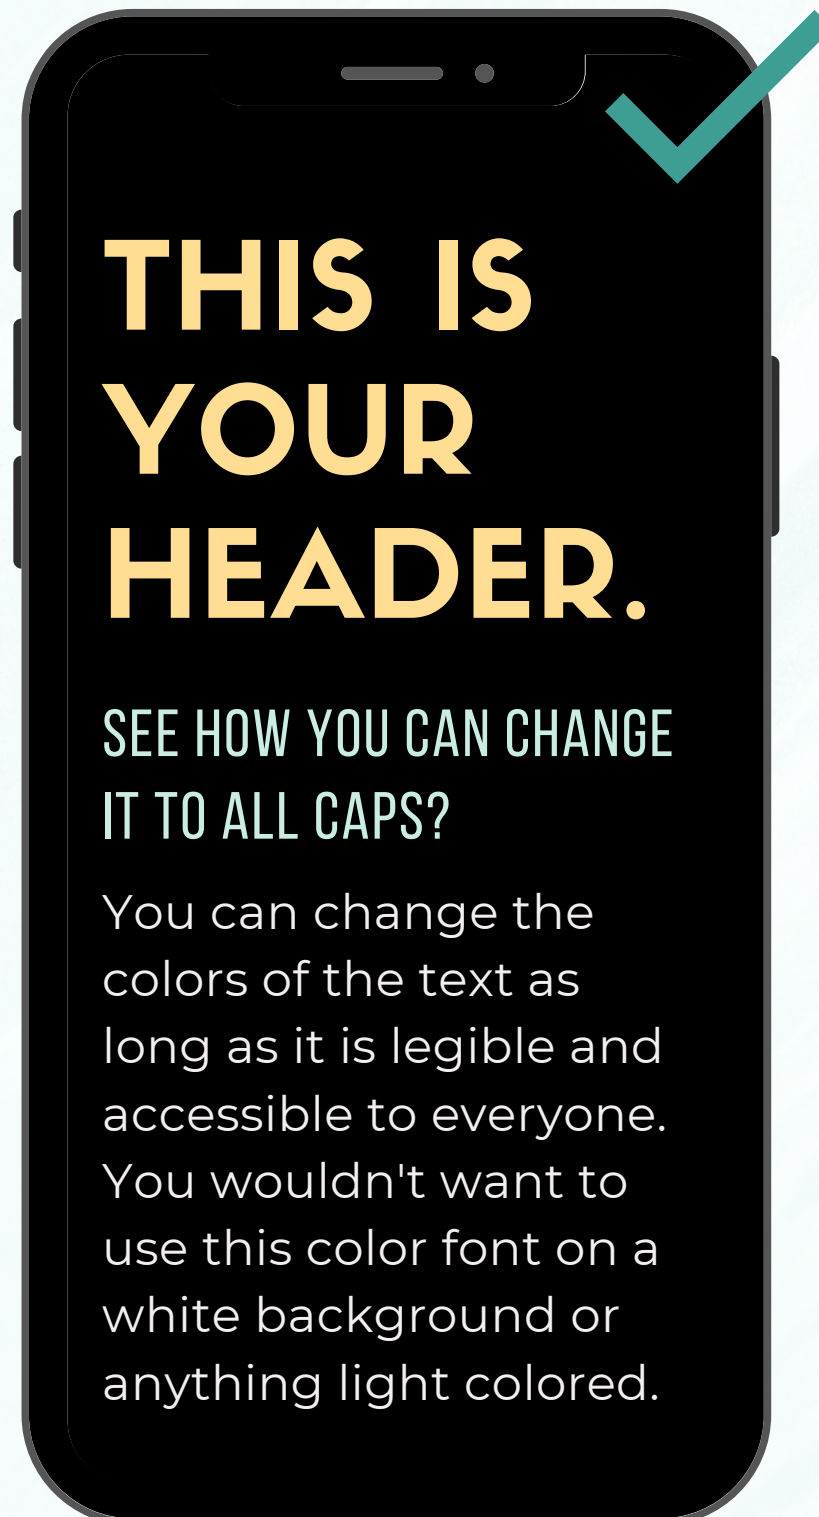 THIS IS
YOUR
HEADER.
SEE HOW YOU CAN CHANGE
IT TO ALL CAPS?
You can change the
colors of the text as
long as it is legible and
accessible to everyone.
You wouldn't want to
use this color font on a
white background or
anything light colored.